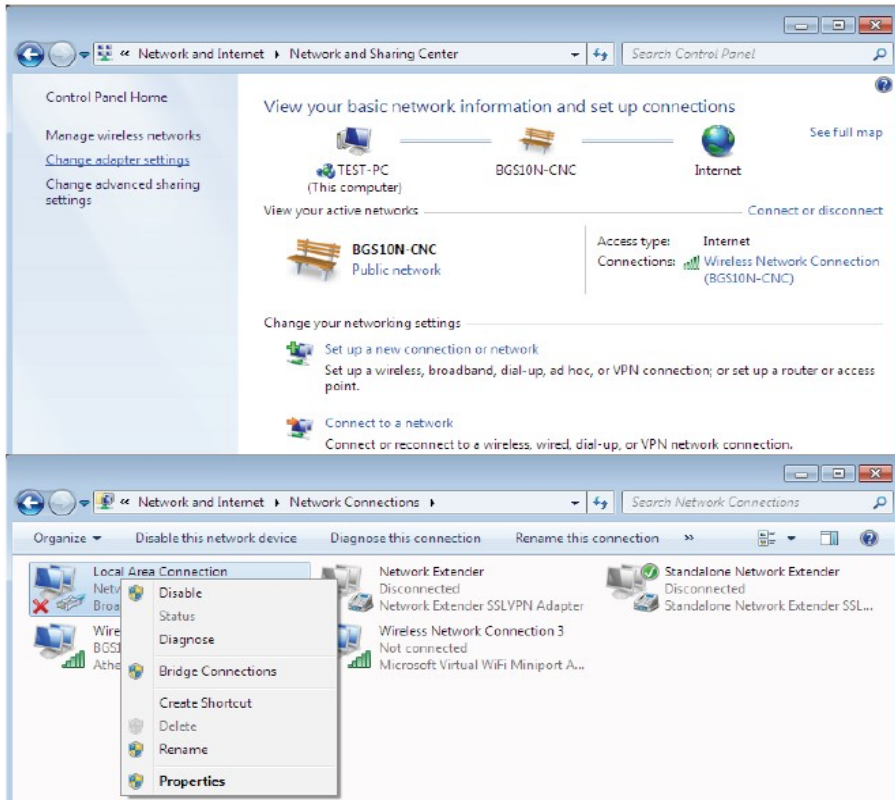 « Network and Internet ▸ Network and Sharing Center
Search Control Panel
Control Panel Home
Manage wireless networks
Change adapter settings
Change advanced sharing
settings
View your basic network information and set up connections
See full map
TEST-PC
(This computer)
BGS10N-CNC
Internet
View your active networks
Connect or disconnect
BGS10N-CNC
Public network
Access type: Internet
Connections: Wireless Network Connection
(BGS10N-CNC)
Change your networking settings
Set up a new connection or network
Set up a wireless, broadband, dial-up, ad hoc, or VPN connection; or set up a router or access
point.
Connect to a network
Connect or reconnect to a wireless, wired, dial-up, or VPN network connection.
« Network and Internet ▸ Network Connections ▸
Search Network Connections
Organize Disable this network device Diagnose this connection Rename this connection »
Local Area Connection
Netw
Broa
Wire
BGS1
Athe
Disable
Status
Diagnose
Bridge Connections
Create Shortcut
Delete
Rename
Properties
Network Extender
Disconnected
Network Extender SSLVPN Adapter
Wireless Network Connection 3
Not connected
Microsoft Virtual WiFi Miniport A...
Standalone Network Extender
Disconnected
Standalone Network Extender SSL...